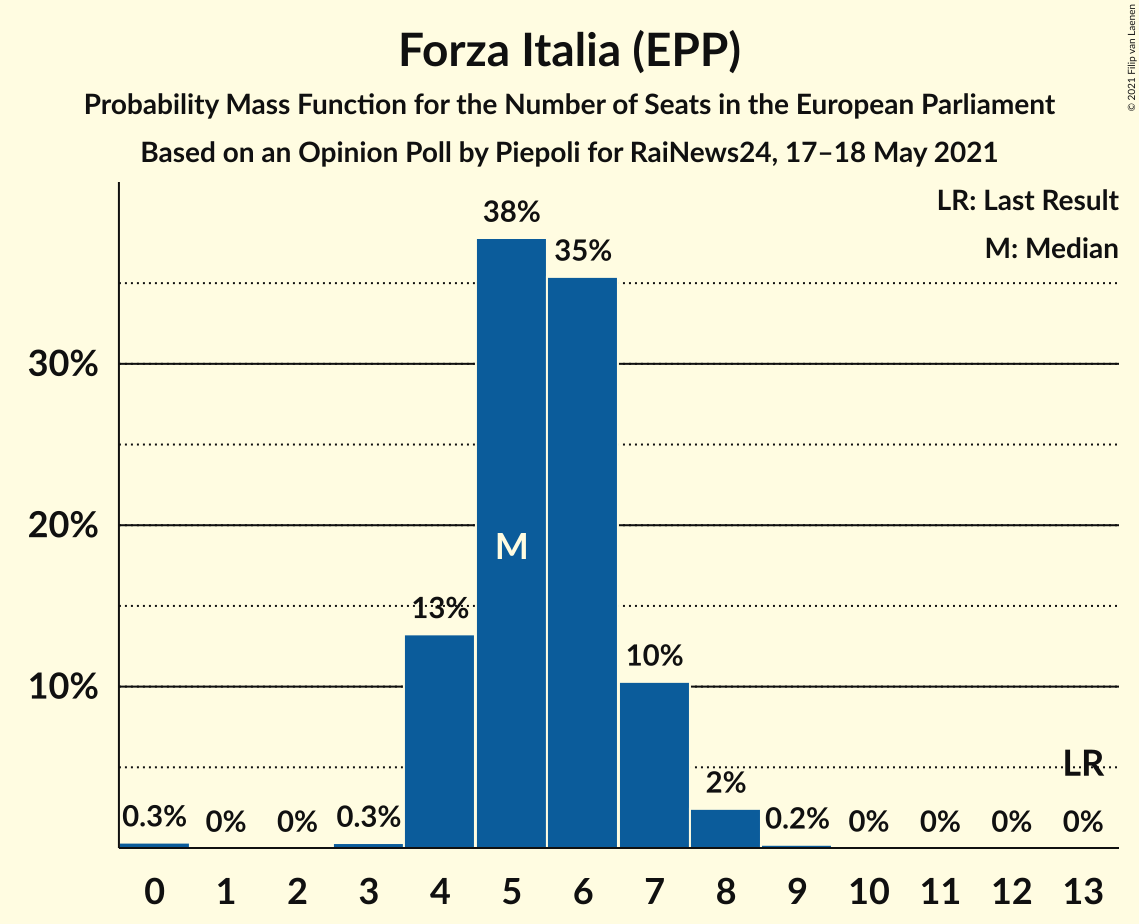 Forza Italia (EPP)
Probability Mass Function for the Number of Seats in the European Parliament
Based on an Opinion Poll by Piepoli for RaiNews24, 17–18 May 2021
© 2021 Filip van Laenen
LR: Last Result
M: Median
38%
35%
30%
20%
M
13%
10%
10%
LR
2%
0.3% 0% 0% 0.3% 0.2% 0% 0% 0% 0%
0 1 2 3 4 5 6 7 8 9 10 11 12 13